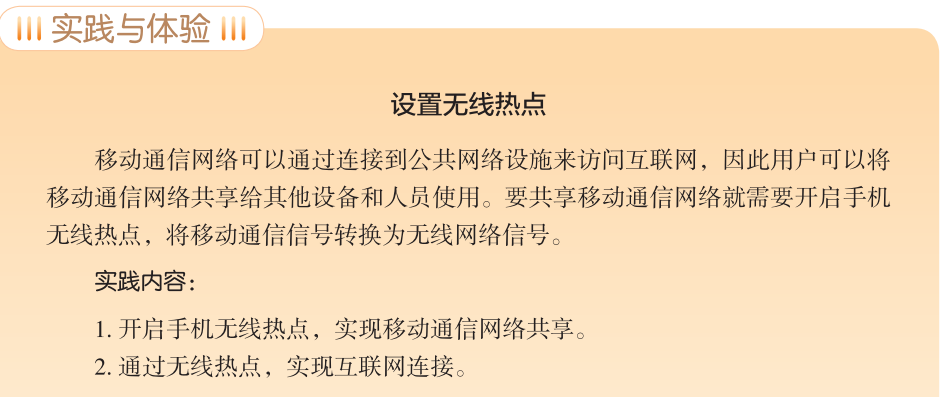 实践与体验
设置无线热点
移动通信网络可以通过连接到公共网络设施来访问互联网，因此用户可以将
移动通信网络共享给其他设备和人员使用。要共享移动通信网络就需要开启手机
无线热点，将移动通信信号转换为无线网络信号。
实践内容：
1. 开启手机无线热点，实现移动通信网络共享。
2. 通过无线热点，实现互联网连接。